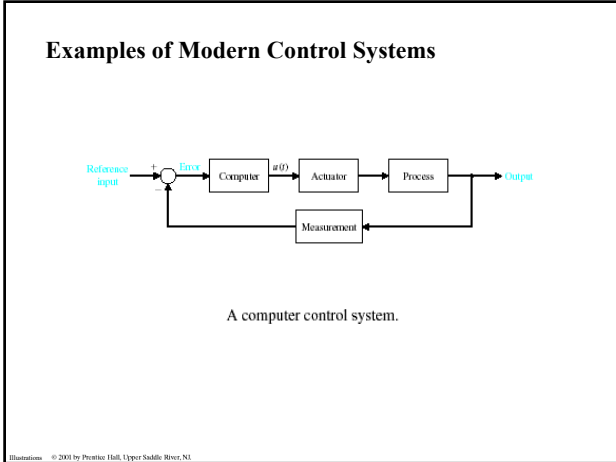 Examples of Modern Control Systems
Reference
input
+
−
Error
Computer
u(t)
Actuator
Process
Output
Measurement
A computer control system.
Illustrations © 2001 by Prentice Hall, Upper Saddle River, NJ.